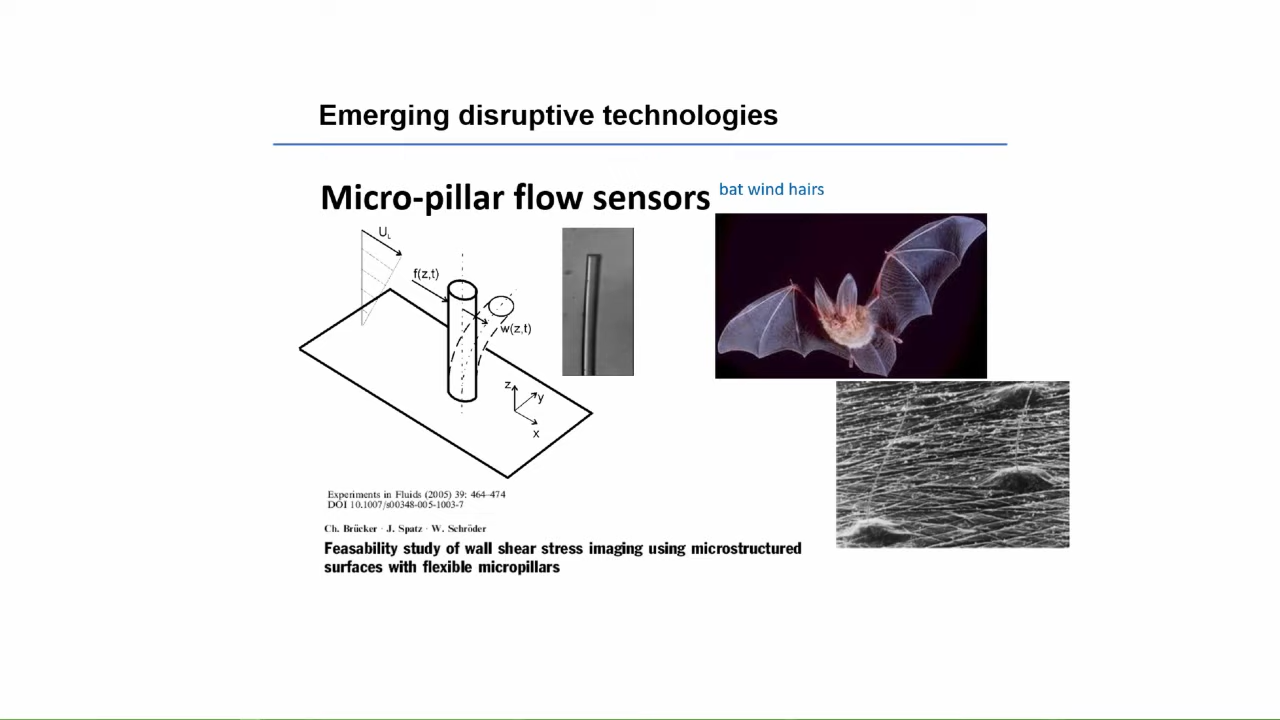 Emerging disruptive technologies
Micro-pillar flow sensors
bat wind hairs
U_L
f(z,t)
w(z,t)
z
y
x
Experiments in Fluids (2005) 39: 464–474
DOI 10.1007/s00348-005-1003-7
Ch. Brücker · J. Spatz · W. Schröder
Feasability study of wall shear stress imaging using microstructured
surfaces with flexible micropillars